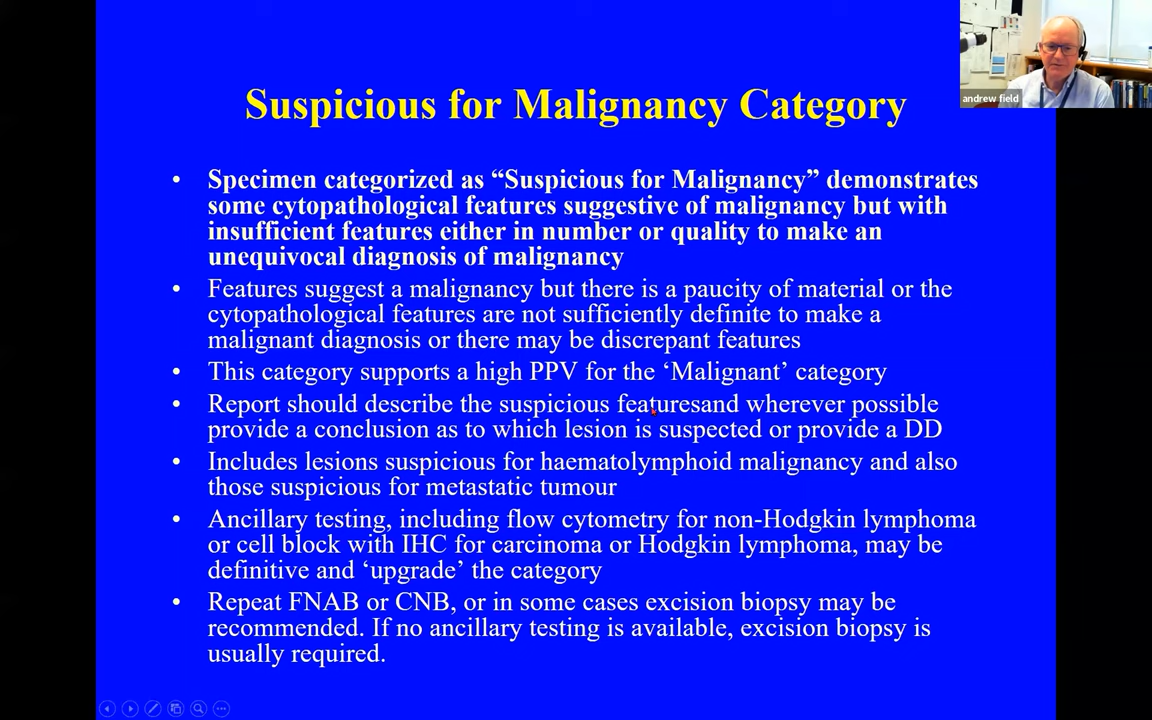 andrew field
Suspicious for Malignancy Category
• Specimen categorized as “Suspicious for Malignancy” demonstrates
some cytopathological features suggestive of malignancy but with
insufficient features either in number or quality to make an
unequivocal diagnosis of malignancy
• Features suggest a malignancy but there is a paucity of material or the
cytopathological features are not sufficiently definite to make a
malignant diagnosis or there may be discrepant features
• This category supports a high PPV for the ‘Malignant’ category
• Report should describe the suspicious featuresand wherever possible
provide a conclusion as to which lesion is suspected or provide a DD
• Includes lesions suspicious for haematolymphoid malignancy and also
those suspicious for metastatic tumour
• Ancillary testing, including flow cytometry for non-Hodgkin lymphoma
or cell block with IHC for carcinoma or Hodgkin lymphoma, may be
definitive and ‘upgrade’ the category
• Repeat FNAB or CNB, or in some cases excision biopsy may be
recommended. If no ancillary testing is available, excision biopsy is
usually required.